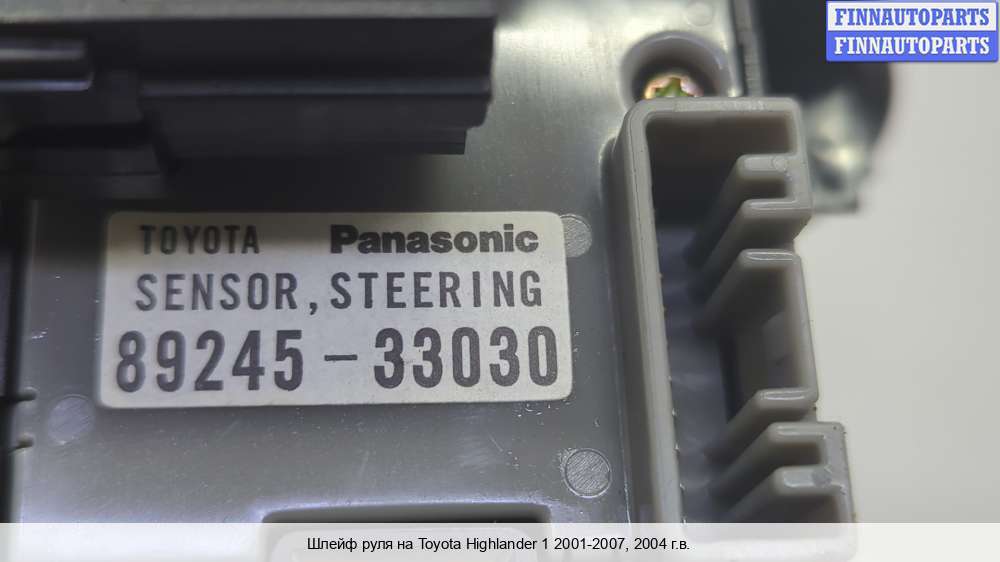 FINNAUTOPARTS
FINNAUTOPARTS
TOYOTA Panasonic
SENSOR, STEERING
89245-33030
Шлейф руля на Toyota Highlander 1 2001-2007, 2004 г.в.